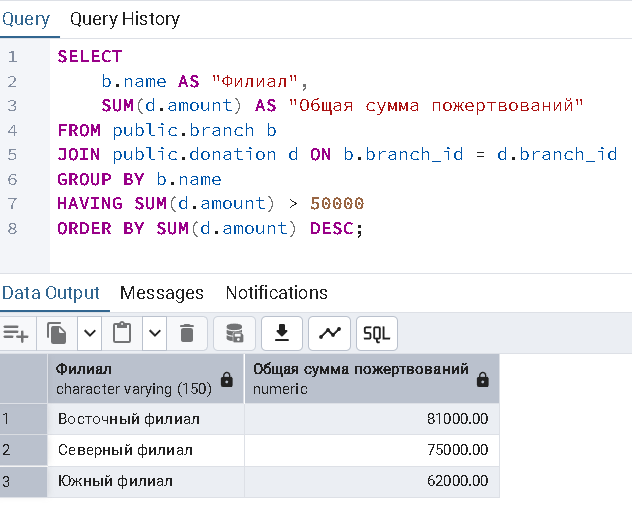 Query Query History
1 SELECT
2 b.name AS "Филиал",
3 SUM(d.amount) AS "Общая сумма пожертвований"
4 FROM public.branch b
5 JOIN public.donation d ON b.branch_id = d.branch_id
6 GROUP BY b.name
7 HAVING SUM(d.amount) > 50000
8 ORDER BY SUM(d.amount) DESC;
Data Output Messages Notifications
SQL
Филиал Общая сумма пожертвований
character varying (150) numeric
1 Восточный филиал 81000.00
2 Северный филиал 75000.00
3 Южный филиал 62000.00